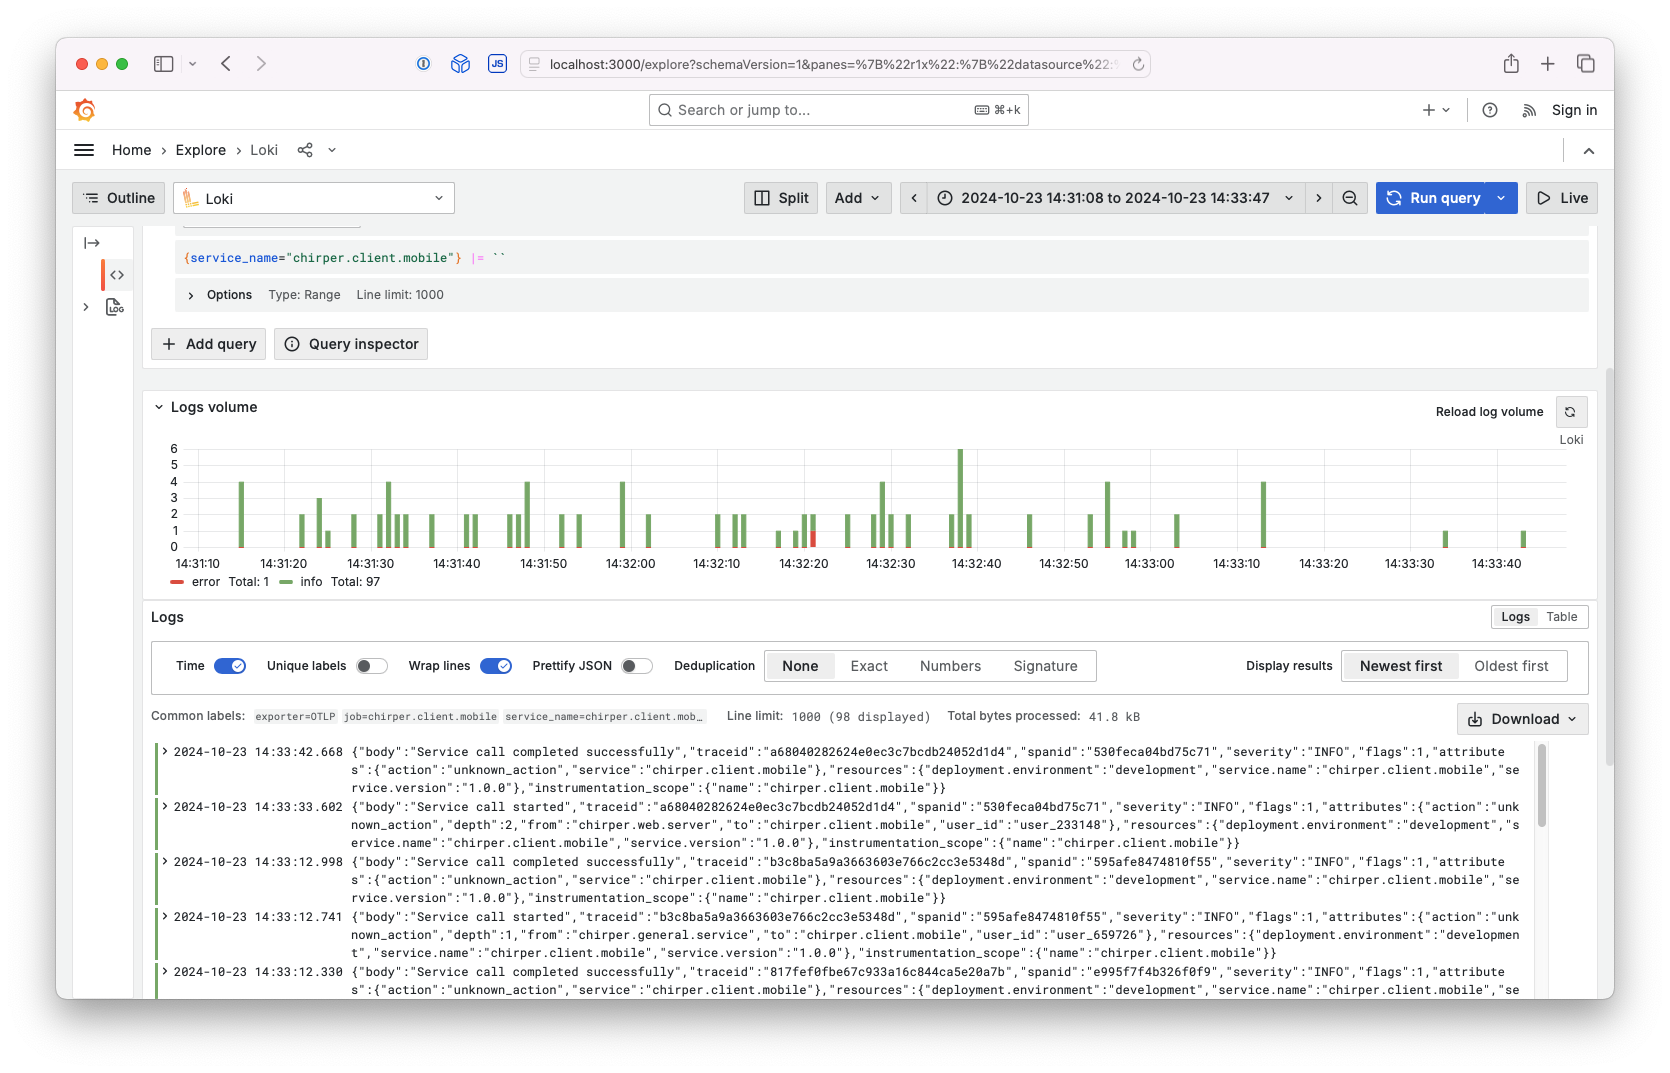 JS localhost:3000/explore?schemaVersion=1&panes=%7B%22r1x%22:%7B%22datasource%22:
Search or jump to... ⌘+k Sign in
Home › Explore › Loki
Outline Loki Split Add 2024-10-23 14:31:08 to 2024-10-23 14:33:47 Run query Live
{service_name="chirper.client.mobile"} |= ``
LOG
Options Type: Range Line limit: 1000
+ Add query Query inspector
Logs volume
Reload log volume
Loki
6
5
4
3
2
1
0
14:31:10 14:31:20 14:31:30 14:31:40 14:31:50 14:32:00 14:32:10 14:32:20 14:32:30 14:32:40 14:32:50 14:33:00 14:33:10 14:33:20 14:33:30 14:33:40
error Total: 1 info Total: 97
Logs Logs Table
Time Unique labels Wrap lines Prettify JSON Deduplication None Exact Numbers Signature Display results Newest first Oldest first
Common labels: exporter=OTLP job=chirper.client.mobile service_name=chirper.client.mob… Line limit: 1000 (98 displayed) Total bytes processed: 41.8 kB
Download
2024-10-23 14:33:42.668 {"body":"Service call completed successfully","traceid":"a68040282624e0ec3c7bcdb24052d1d4","spanid":"530feca04bd75c71","severity":"INFO","flags":1,"attribute
s":{"action":"unknown_action","service":"chirper.client.mobile"},"resources":{"deployment.environment":"development","service.name":"chirper.client.mobile","se
rvice.version":"1.0.0"},"instrumentation_scope":{"name":"chirper.client.mobile"}}
2024-10-23 14:33:33.602 {"body":"Service call started","traceid":"a68040282624e0ec3c7bcdb24052d1d4","spanid":"530feca04bd75c71","severity":"INFO","flags":1,"attributes":{"action":"unk
nown_action","depth":2,"from":"chirper.web.server","to":"chirper.client.mobile","user_id":"user_233148"},"resources":{"deployment.environment":"development","s
ervice.name":"chirper.client.mobile","service.version":"1.0.0"},"instrumentation_scope":{"name":"chirper.client.mobile"}}
2024-10-23 14:33:12.998 {"body":"Service call completed successfully","traceid":"b3c8ba5a9a3663603e766c2cc3e5348d","spanid":"595afe8474810f55","severity":"INFO","flags":1,"attribute
s":{"action":"unknown_action","service":"chirper.client.mobile"},"resources":{"deployment.environment":"development","service.name":"chirper.client.mobile","se
rvice.version":"1.0.0"},"instrumentation_scope":{"name":"chirper.client.mobile"}}
2024-10-23 14:33:12.741 {"body":"Service call started","traceid":"b3c8ba5a9a3663603e766c2cc3e5348d","spanid":"595afe8474810f55","severity":"INFO","flags":1,"attributes":{"action":"unk
nown_action","depth":1,"from":"chirper.general.service","to":"chirper.client.mobile","user_id":"user_659726"},"resources":{"deployment.environment":"developmen
t","service.name":"chirper.client.mobile","service.version":"1.0.0"},"instrumentation_scope":{"name":"chirper.client.mobile"}}
2024-10-23 14:33:12.330 {"body":"Service call completed successfully","traceid":"817fef0fbe67c933a16c844ca5e20a7b","spanid":"e995f7f4b326f0f9","severity":"INFO","flags":1,"attribute
s":{"action":"unknown_action","service":"chirper.client.mobile"},"resources":{"deployment.environment":"development","service.name":"chirper.client.mobile","se